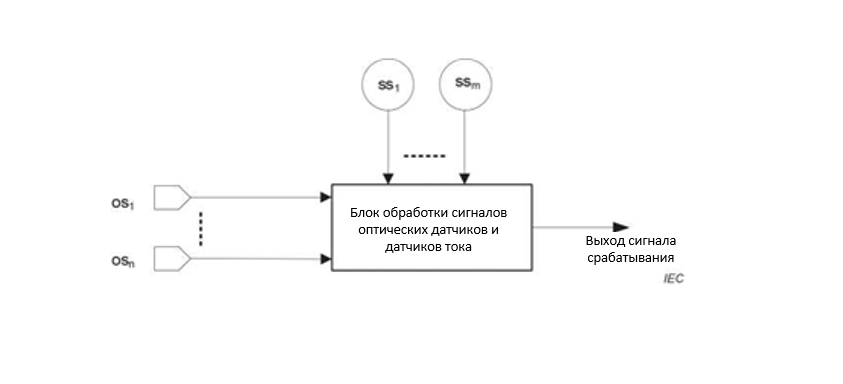 SS1
SSm
OS1
OSn
Блок обработки сигналов
оптических датчиков и
датчиков тока
Выход сигнала
срабатывания
IEC